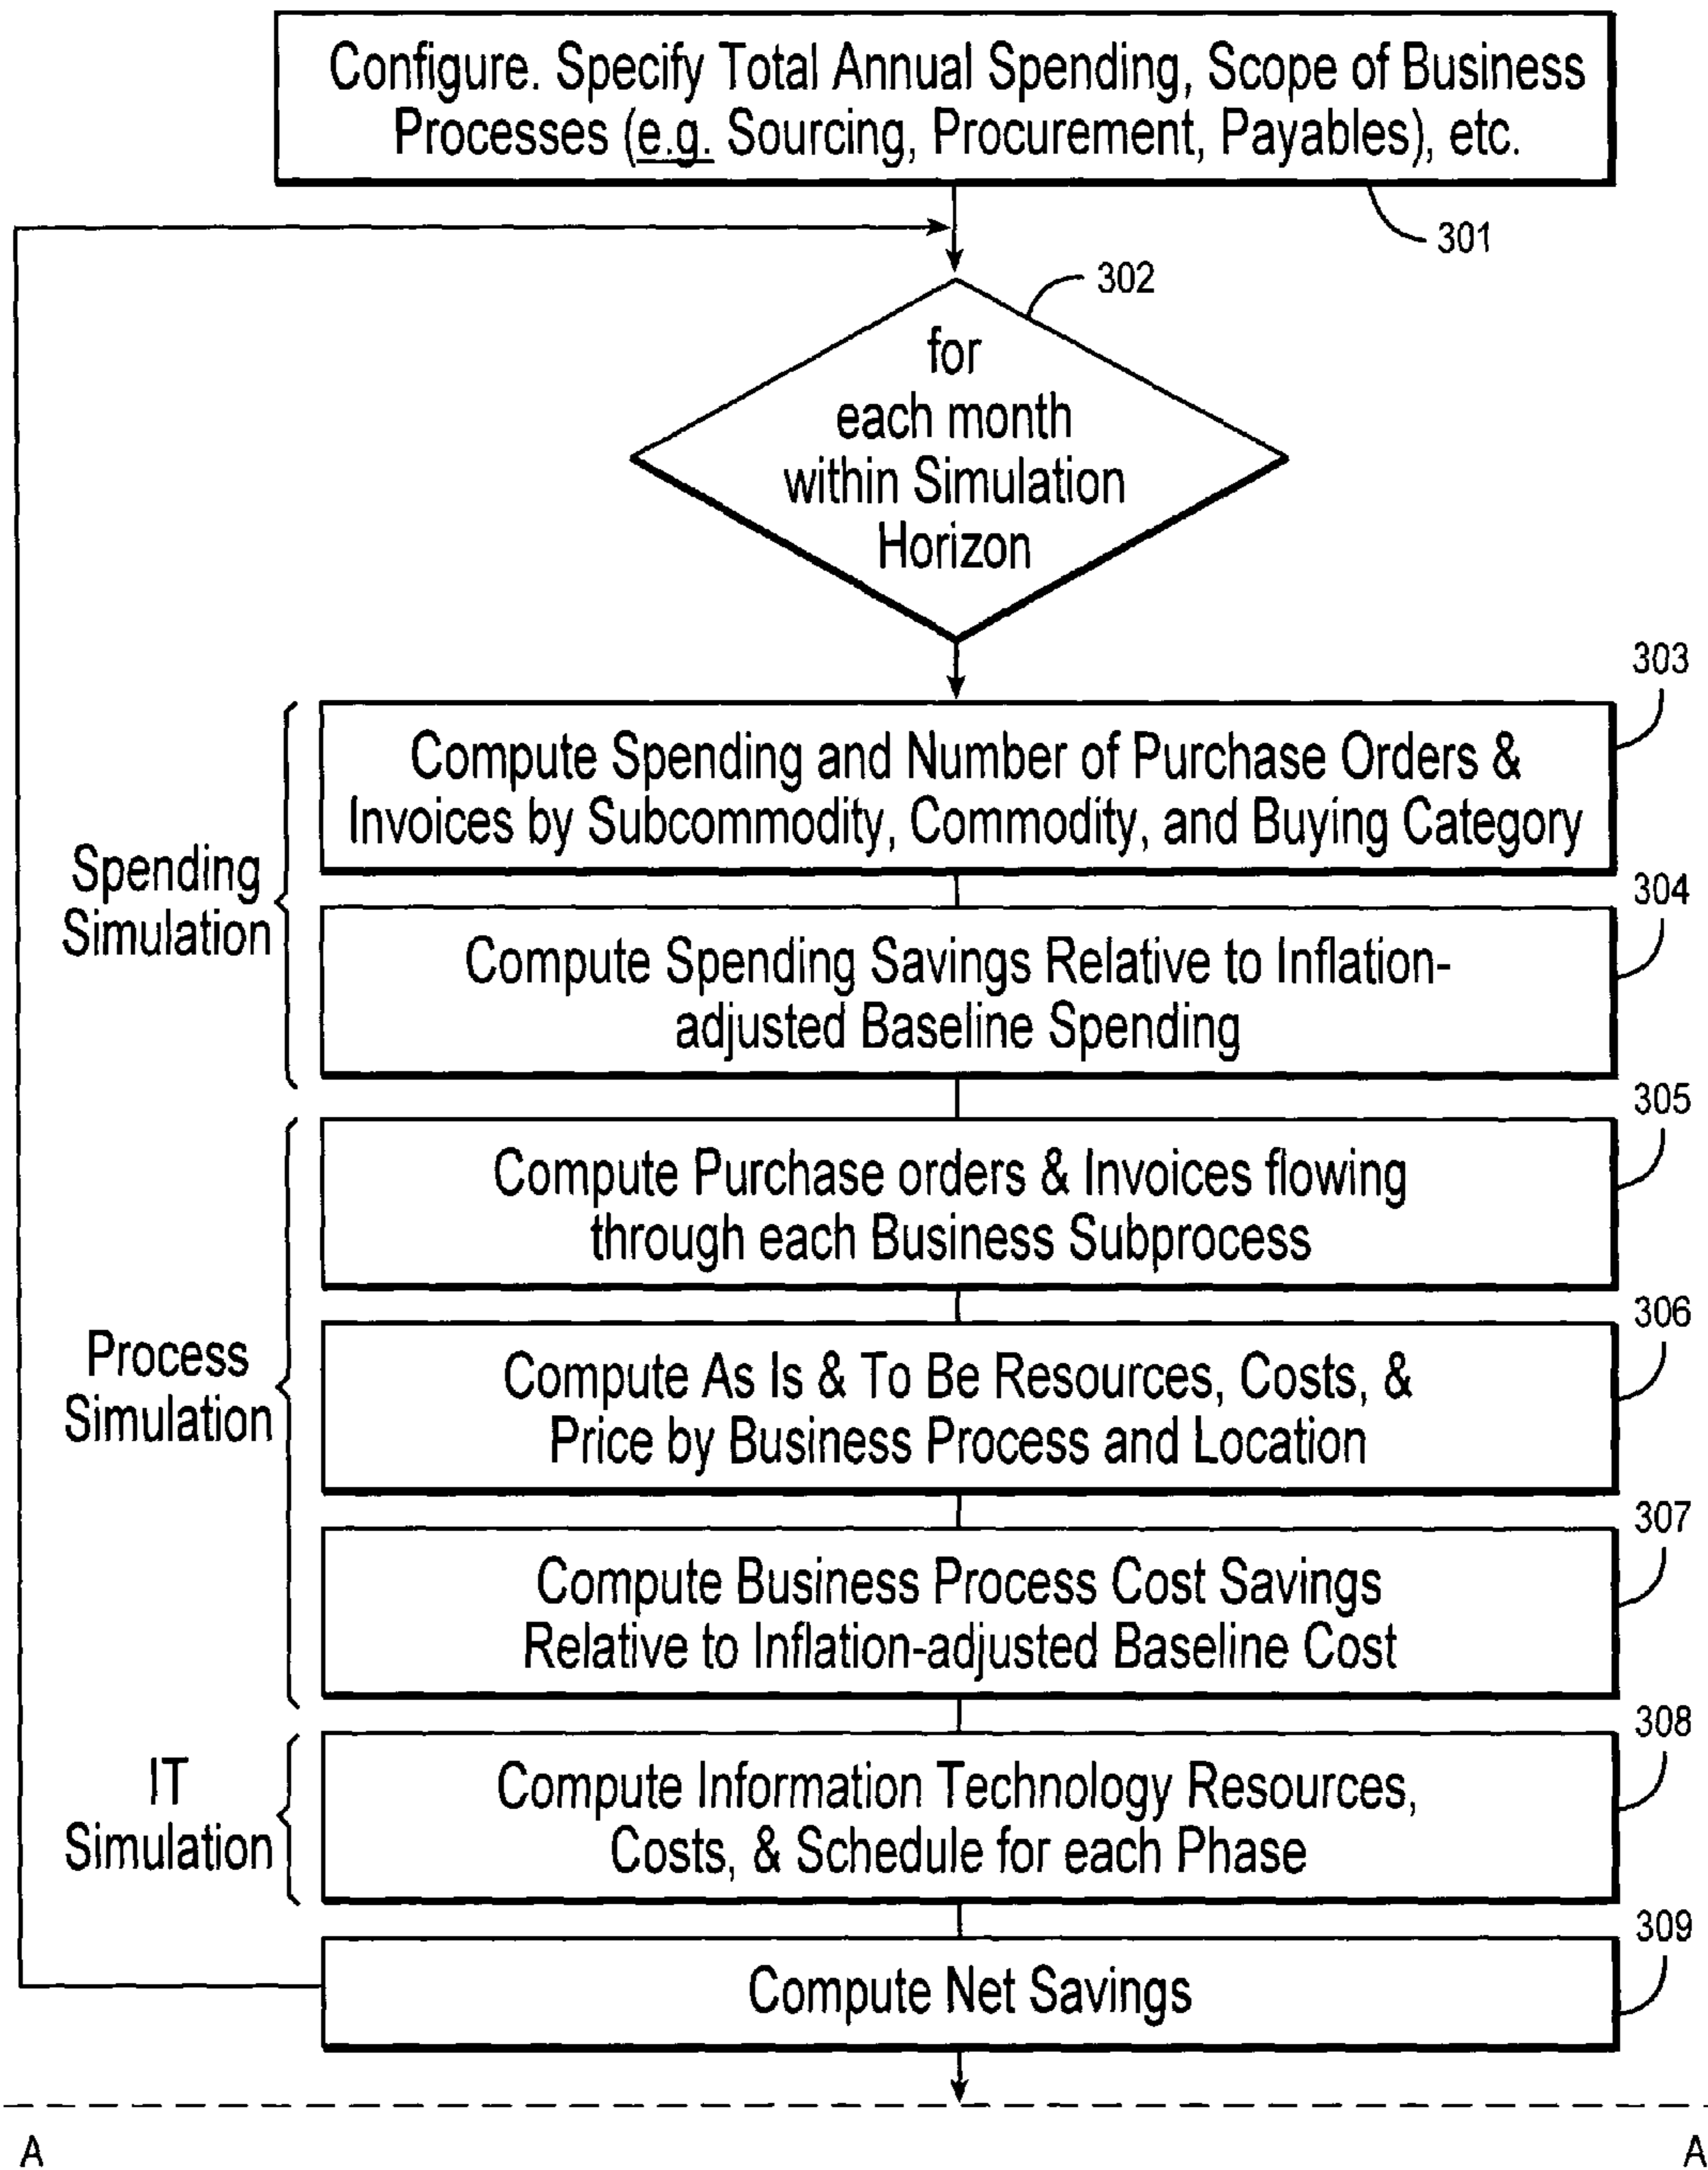 Configure. Specify Total Annual Spending, Scope of Business
Processes (e.g. Sourcing, Procurement, Payables), etc.
301
302
for
each month
within Simulation
Horizon
303
Compute Spending and Number of Purchase Orders &
Invoices by Subcommodity, Commodity, and Buying Category
Spending
Simulation
304
Compute Spending Savings Relative to Inflation-
adjusted Baseline Spending
305
Compute Purchase orders & Invoices flowing
through each Business Subprocess
306
Process
Simulation
Compute As Is & To Be Resources, Costs, &
Price by Business Process and Location
307
Compute Business Process Cost Savings
Relative to Inflation-adjusted Baseline Cost
308
IT
Simulation
Compute Information Technology Resources,
Costs, & Schedule for each Phase
309
Compute Net Savings
A
A